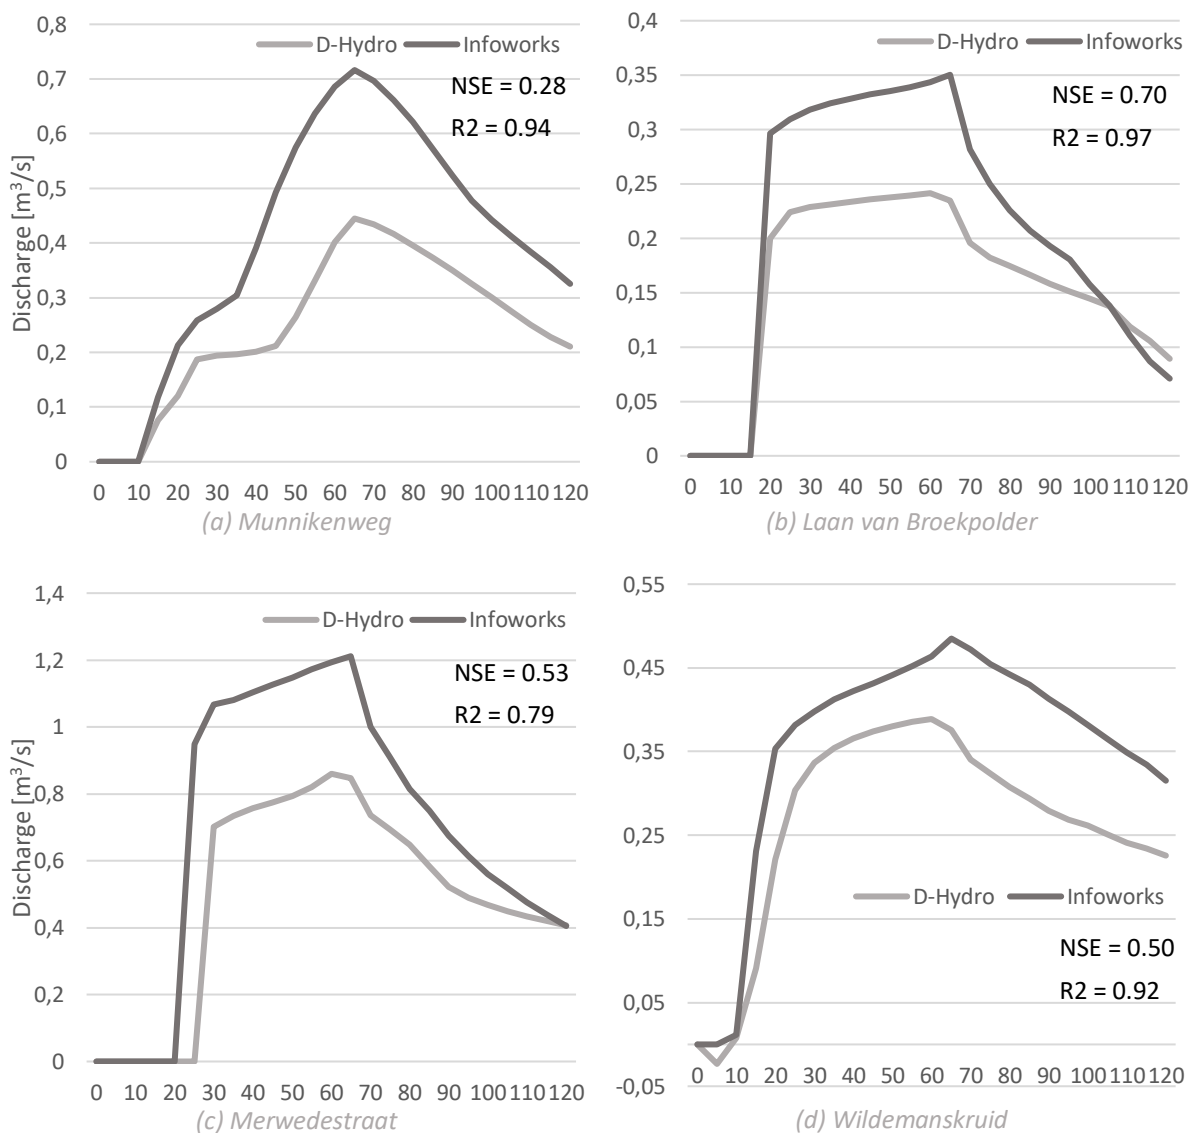 0,8
0,7
0,6
0,5
0,4
0,3
0,2
0,1
0
Discharge [m³/s]
D-Hydro
Infoworks
NSE = 0.28
R2 = 0.94
0 10 20 30 40 50 60 70 80 90 100 110 120
(a) Munnikenweg
0,4
0,35
0,3
0,25
0,2
0,15
0,1
0,05
0
D-Hydro
Infoworks
NSE = 0.70
R2 = 0.97
0 10 20 30 40 50 60 70 80 90 100 110 120
(b) Laan van Broekpolder
1,4
1,2
1
0,8
0,6
0,4
0,2
0
Discharge [m³/s]
D-Hydro
Infoworks
NSE = 0.53
R2 = 0.79
0 10 20 30 40 50 60 70 80 90 100 110 120
(c) Merwedestraat
0,55
0,45
0,35
0,25
0,15
0,05
-0,05
D-Hydro
Infoworks
NSE = 0.50
R2 = 0.92
0 10 20 30 40 50 60 70 80 90 100 110 120
(d) Wildemanskruid